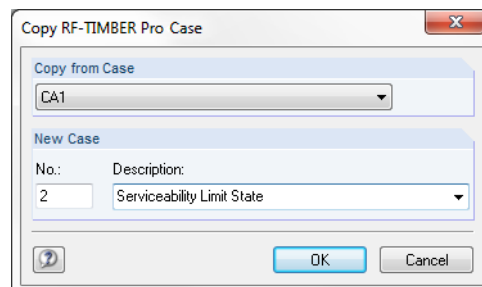 Copy RF-TIMBER Pro Case
Copy from Case
CA1
New Case
No.: Description:
2 Serviceability Limit State
OK Cancel